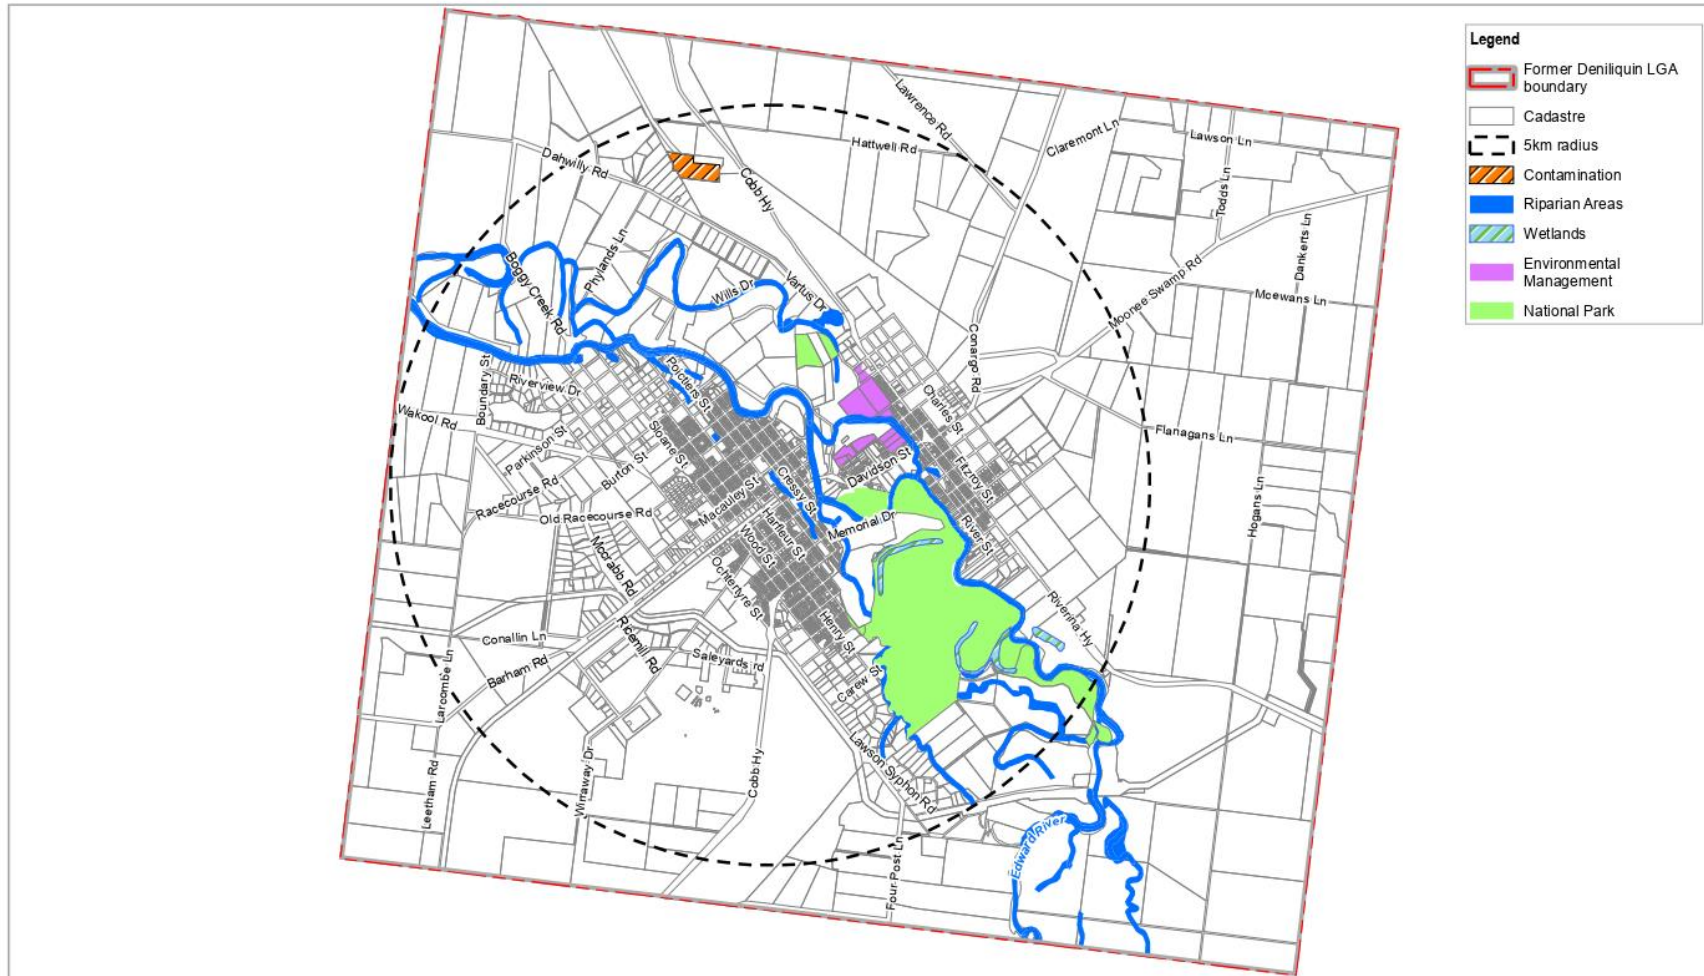 Legend
Former Deniliquin LGA
boundary
Cadastre
5km radius
Contamination
Riparian Areas
Wetlands
Environmental
Management
National Park
Lawrence Rd
Hattwell Rd
Claremont Ln
Lawson Ln
Dahwilly Rd
Cobb Hy
Todds Ln
Dankerts Ln
Phylands Ln
Boggy Creek Rd
Wills Dr
Vartus Dr
Moonee Swamp Rd
Mcewans Ln
Conargo Rd
Boundary St
Riverview Dr
Poictiers St
Charles St
Wakool Rd
Flanagans Ln
Parkinson St
Sloane St
Burton St
Davidson St
Fitzroy St
Racecourse Rd
Old Racecourse Rd
Macauley St
Cressy St
Harfleur St
Wood St
Memorial Dr
River St
Hogans Ln
Mccrabb Rd
Ochtertyre St
Riverina Hy
Conallin Ln
Ricemill Rd
Henry St
Saleyards rd
Barham Rd
Larcombe Ln
Carew St
Lawson Syphon Rd
Cobb Hy
Wirraway Dr
Leetham Rd
Four Post Ln
Edward River